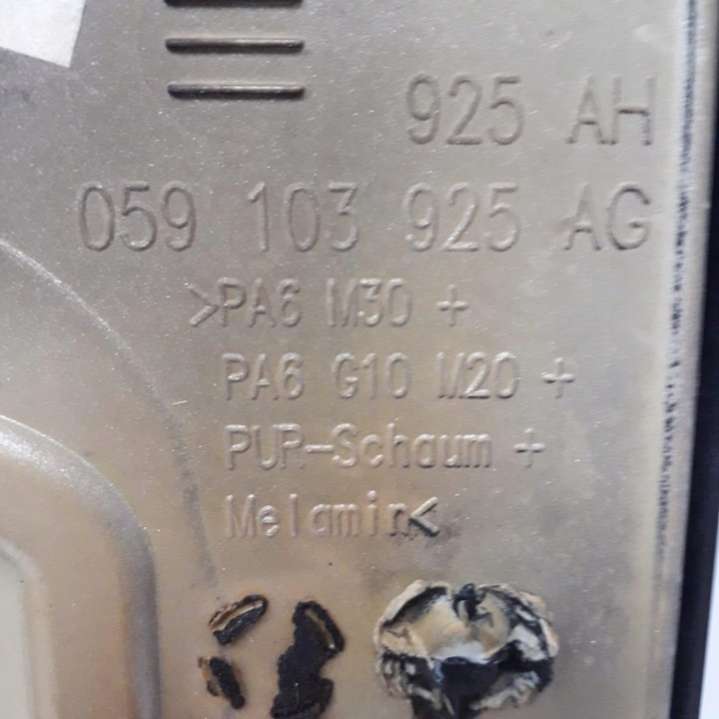 925 AH
059 103 925 AG
>PA6 M30 +
PA6 G10 M20 +
PUR-Schaum +
Melamin<